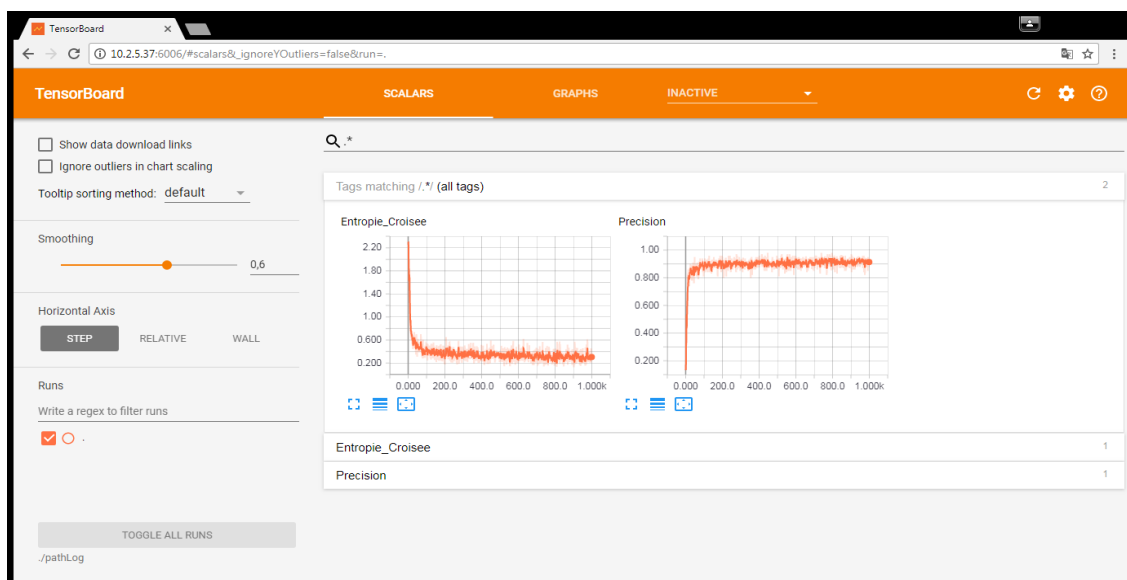 TensorBoard
10.2.5.37:6006/#scalars&_ignoreYOutliers=false&run=.
TensorBoard SCALARS GRAPHS INACTIVE
Show data download links
Ignore outliers in chart scaling
Tooltip sorting method: default
Smoothing
0,6
Horizontal Axis
STEP RELATIVE WALL
Runs
Write a regex to filter runs
.
TOGGLE ALL RUNS
./pathLog
.*
Tags matching /.*/ (all tags) 2
Entropie_Croisee
2.20
1.80
1.40
1.00
0.600
0.200
0.000 200.0 400.0 600.0 800.0 1.000k
Precision
1.00
0.800
0.600
0.400
0.200
0.000 200.0 400.0 600.0 800.0 1.000k
Entropie_Croisee 1
Precision 1